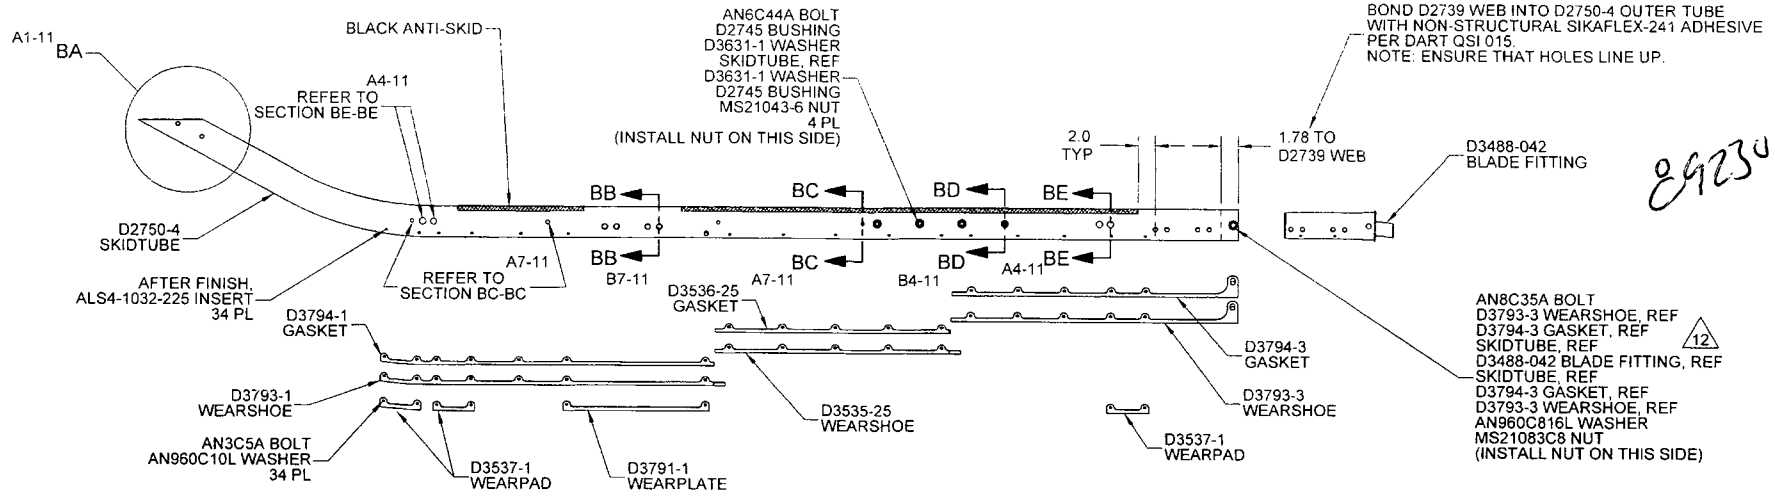 A1-11
BA
BLACK ANTI-SKID
A4-11
REFER TO
SECTION BE-BE
AN6C44A BOLT
D2745 BUSHING
D3631-1 WASHER
SKIDTUBE, REF
D3631-1 WASHER
D2745 BUSHING
MS21043-6 NUT
4 PL
(INSTALL NUT ON THIS SIDE)
BOND D2739 WEB INTO D2750-4 OUTER TUBE
WITH NON-STRUCTURAL SIKAFLEX-241 ADHESIVE
PER DART QSI 015.
NOTE: ENSURE THAT HOLES LINE UP.
2.0
TYP
1.78 TO
D2739 WEB
D3488-042
BLADE FITTING
BB
BC
BD
BE
D2750-4
SKIDTUBE
BB
BC
BD
BE
A7-11
B7-11
A7-11
B4-11
A4-11
REFER TO
SECTION BC-BC
AFTER FINISH,
ALS4-1032-225 INSERT
34 PL
D3794-1
GASKET
D3536-25
GASKET
D3794-3
GASKET
D3793-1
WEARSHOE
D3535-25
WEARSHOE
D3793-3
WEARSHOE
AN3C5A BOLT
AN960C10L WASHER
34 PL
D3537-1
WEARPAD
D3791-1
WEARPLATE
D3537-1
WEARPAD
AN8C35A BOLT
D3793-3 WEARSHOE, REF
D3794-3 GASKET, REF
SKIDTUBE, REF
D3488-042 BLADE FITTING, REF
SKIDTUBE, REF
D3794-3 GASKET, REF
D3793-3 WEARSHOE, REF
AN960C816L WASHER
MS21083C8 NUT
(INSTALL NUT ON THIS SIDE)
12